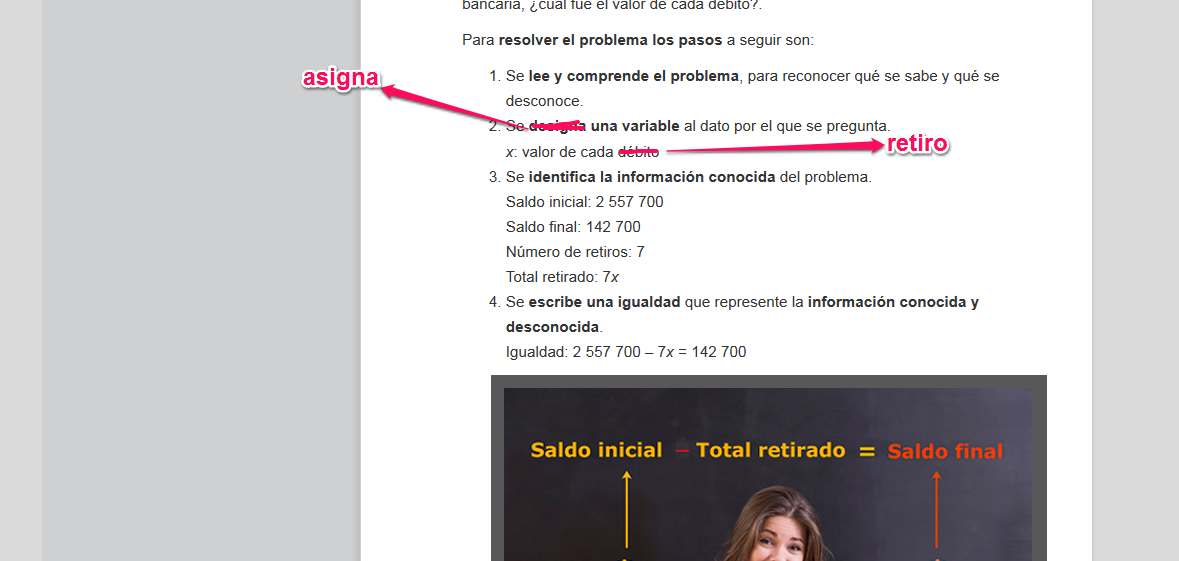 bancaria, ¿cuál fue el valor de cada débito?.
Para resolver el problema los pasos a seguir son:
1. Se lee y comprende el problema, para reconocer qué se sabe y qué se
desconoce.
asigna
2. Se designa una variable al dato por el que se pregunta.
x: valor de cada débito
retiro
3. Se identifica la información conocida del problema.
Saldo inicial: 2 557 700
Saldo final: 142 700
Número de retiros: 7
Total retirado: 7x
4. Se escribe una igualdad que represente la información conocida y
desconocida.
Igualdad: 2 557 700 – 7x = 142 700
Saldo inicial – Total retirado = Saldo final